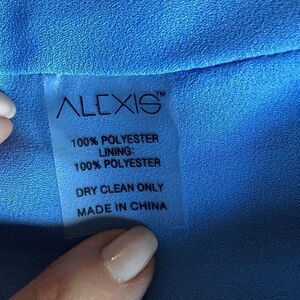 ALEXIS™
100% POLYESTER
LINING:
100% POLYESTER
DRY CLEAN ONLY
MADE IN CHINA